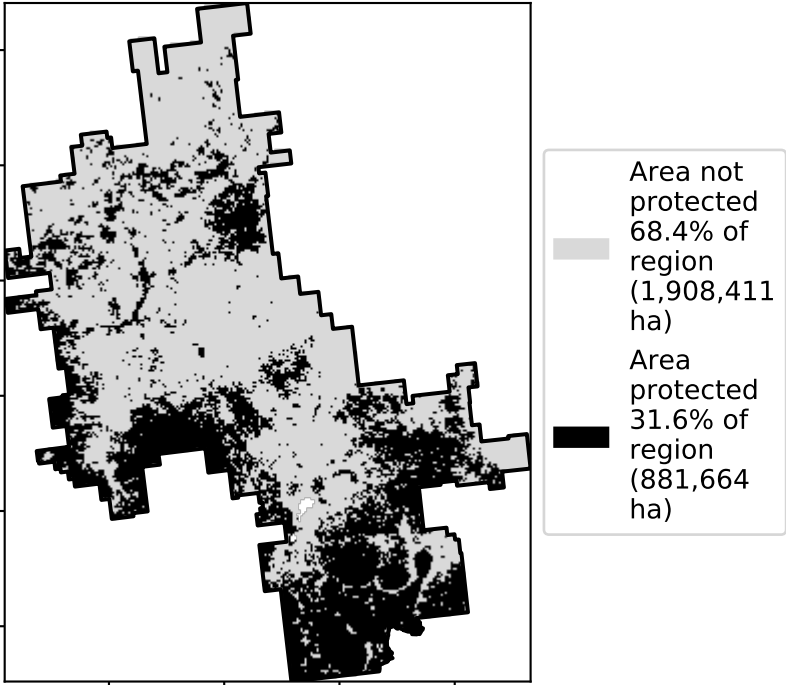 Area not
protected
68.4% of
region
(1,908,411
ha)
Area
protected
31.6% of
region
(881,664
ha)